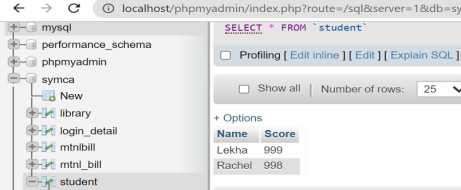 localhost/phpmyadmin/index.php?route=/sql&server=1&db=sy
mysql
performance_schema
phpmyadmin
symca
New
library
login_detail
mtnlbill
mtnl_bill
student
SELECT * FROM `student`
Profiling [ Edit inline ] [ Edit ] [ Explain SQL ]
Show all | Number of rows: 25
+ Options
Name Score
Lekha 999
Rachel 998